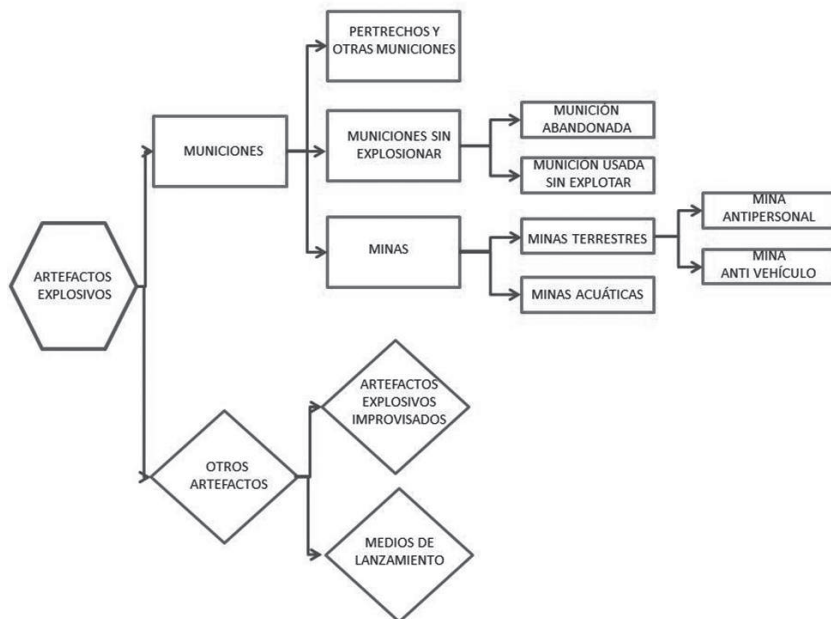 PERTRECHOS Y
OTRAS MUNICIONES
MUNICIONES
MUNICIONES SIN
EXPLOSIONAR
MUNICIÓN
ABANDONADA
MUNICION USADA
SIN EXPLOTAR
MINAS
MINAS TERRESTRES
MINA
ANTIPERSONAL
MINA
ANTI VEHÍCULO
MINAS ACUÁTICAS
ARTEFACTOS
EXPLOSIVOS
ARTEFACTOS
EXPLOSIVOS
IMPROVISADOS
OTROS
ARTEFACTOS
MEDIOS DE
LANZAMIENTO